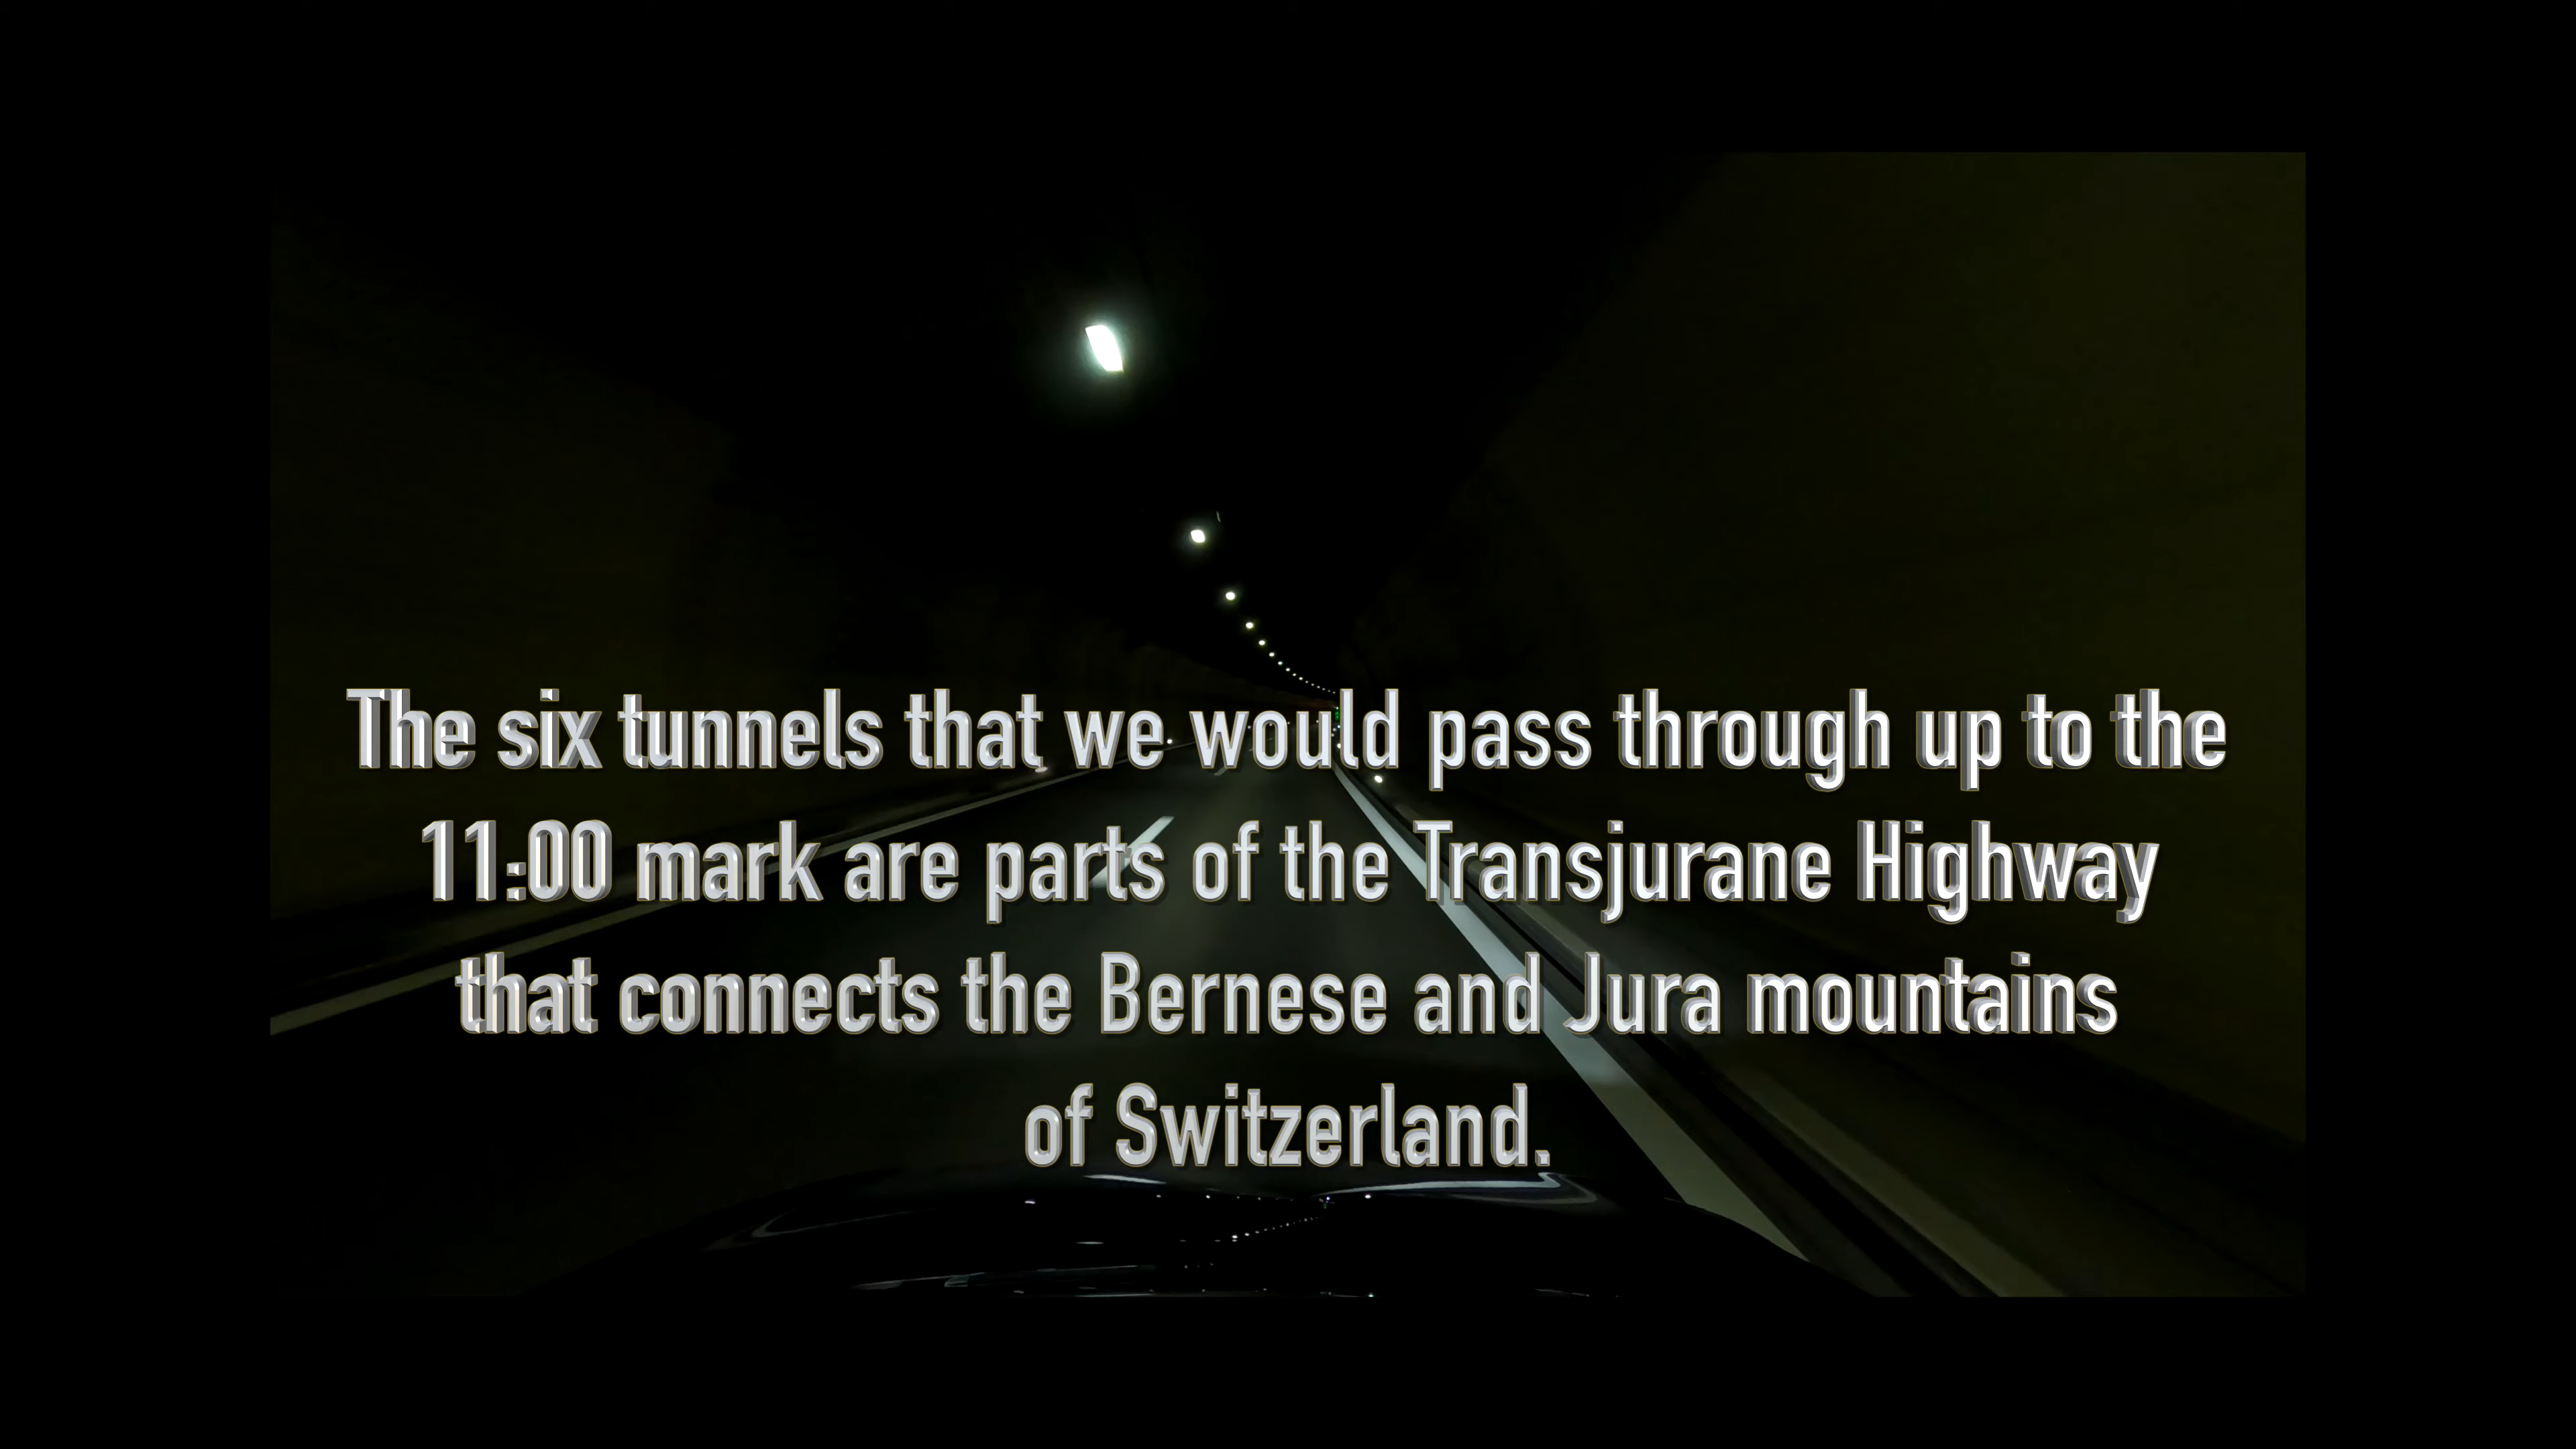 The six tunnels that we would pass through up to the
11:00 mark are parts of the Transjurane Highway
that connects the Bernese and Jura mountains
of Switzerland.